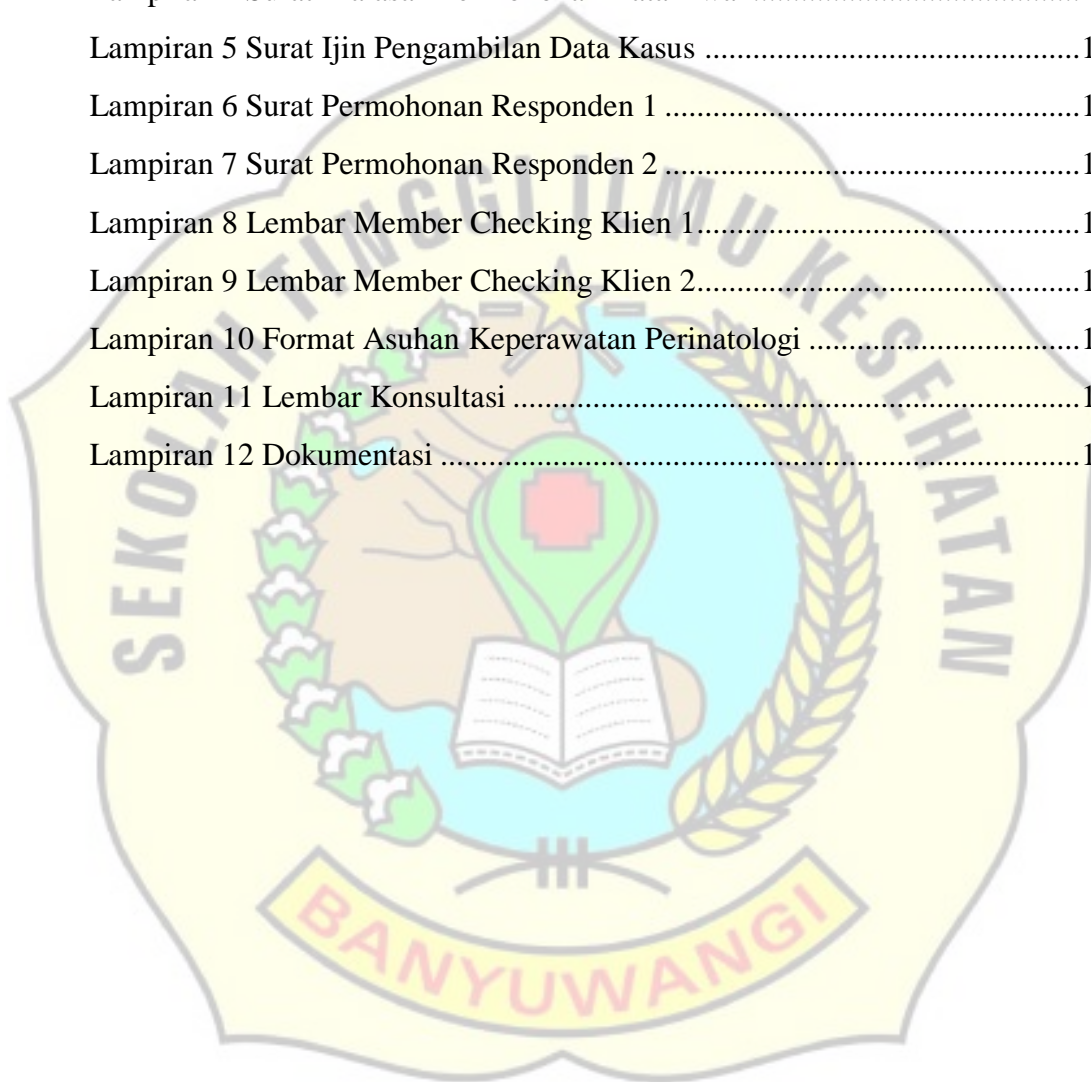 Lampiran 5 Surat Ijin Pengambilan Data Kasus ...............................................1
Lampiran 6 Surat Permohonan Responden 1 ....................................................1
Lampiran 7 Surat Permohonan Responden 2 ....................................................1
Lampiran 8 Lembar Member Checking Klien 1................................................1
Lampiran 9 Lembar Member Checking Klien 2................................................1
Lampiran 10 Format Asuhan Keperawatan Perinatologi ..................................1
Lampiran 11 Lembar Konsultasi .......................................................................1
Lampiran 12 Dokumentasi ................................................................................1
SEKOLAH TINGGI ILMU KESEHATAN
BANYUWANGI